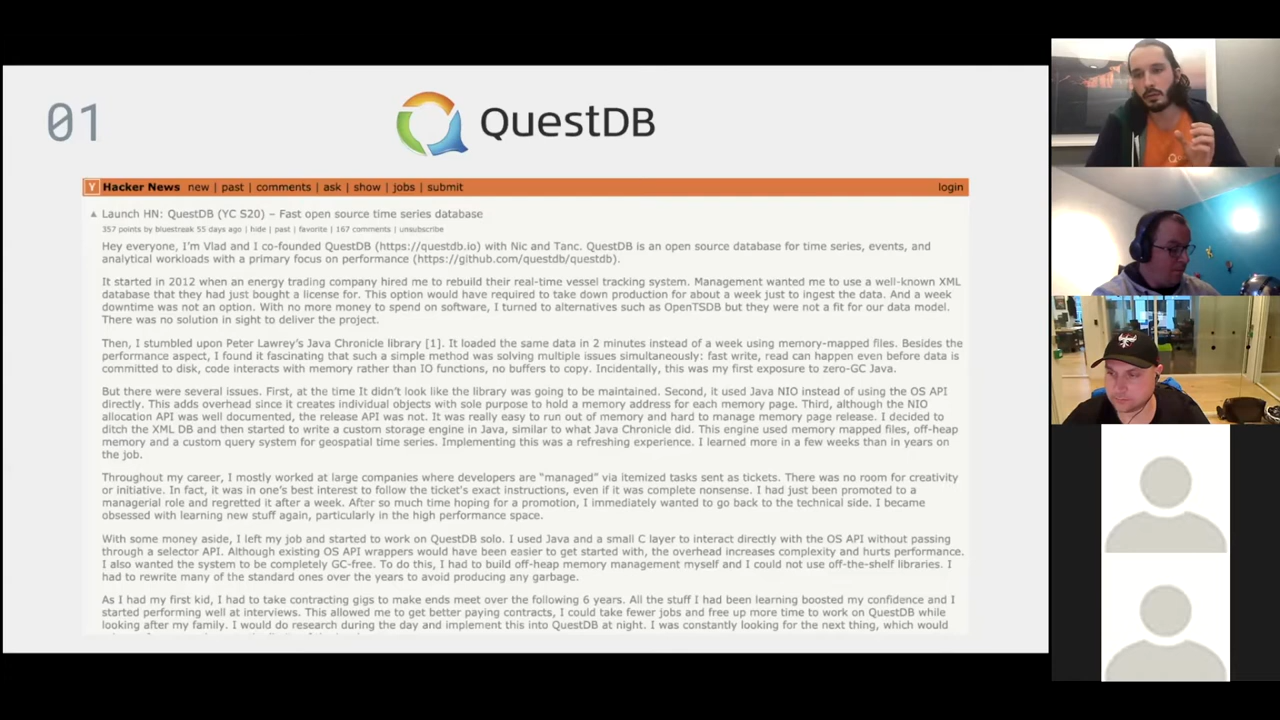 01
QuestDB
Y Hacker News new | past | comments | ask | show | jobs | submit login
Launch HN: QuestDB (YC S20) – Fast open source time series database
357 points by bluestreak 55 days ago | hide | past | favorite | 167 comments | unsubscribe
Hey everyone, I'm Vlad and I co-founded QuestDB (https://questdb.io) with Nic and Tanc. QuestDB is an open source database for time series, events, and
analytical workloads with a primary focus on performance (https://github.com/questdb/questdb).
It started in 2012 when an energy trading company hired me to rebuild their real-time vessel tracking system. Management wanted me to use a well-known XML
database that they had just bought a license for. This option would have required to take down production for about a week just to ingest the data. And a week
downtime was not an option. With no more money to spend on software, I turned to alternatives such as OpenTSDB but they were not a fit for our data model.
There was no solution in sight to deliver the project.
Then, I stumbled upon Peter Lawrey's Java Chronicle library [1]. It loaded the same data in 2 minutes instead of a week using memory-mapped files. Besides the
performance aspect, I found it fascinating that such a simple method was solving multiple issues simultaneously: fast write, read can happen even before data is
committed to disk, code interacts with memory rather than IO functions, no buffers to copy. Incidentally, this was my first exposure to zero-GC Java.
But there were several issues. First, at the time It didn't look like the library was going to be maintained. Second, it used Java NIO instead of using the OS API
directly. This adds overhead since it creates individual objects with sole purpose to hold a memory address for each memory page. Third, although the NIO
allocation API was well documented, the release API was not. It was really easy to run out of memory and hard to manage memory page release. I decided to
ditch the XML DB and then started to write a custom storage engine in Java, similar to what Java Chronicle did. This engine used memory mapped files, off-heap
memory and a custom query system for geospatial time series. Implementing this was a refreshing experience. I learned more in a few weeks than in years on
the job.
Throughout my career, I mostly worked at large companies where developers are "managed" via itemized tasks sent as tickets. There was no room for creativity
or initiative. In fact, it was in one's best interest to follow the ticket's exact instructions, even if it was complete nonsense. I had just been promoted to a
managerial role and regretted it after a week. After so much time hoping for a promotion, I immediately wanted to go back to the technical side. I became
obsessed with learning new stuff again, particularly in the high performance space.
With some money aside, I left my job and started to work on QuestDB solo. I used Java and a small C layer to interact directly with the OS API without passing
through a selector API. Although existing OS API wrappers would have been easier to get started with, the overhead increases complexity and hurts performance.
I also wanted the system to be completely GC-free. To do this, I had to build off-heap memory management myself and I could not use off-the-shelf libraries. I
had to rewrite many of the standard ones over the years to avoid producing any garbage.
As I had my first kid, I had to take contracting gigs to make ends meet over the following 6 years. All the stuff I had been learning boosted my confidence and I
started performing well at interviews. This allowed me to get better paying contracts, I could take fewer jobs and free up more time to work on QuestDB while
looking after my family. I would do research during the day and implement this into QuestDB at night. I was constantly looking for the next thing, which would